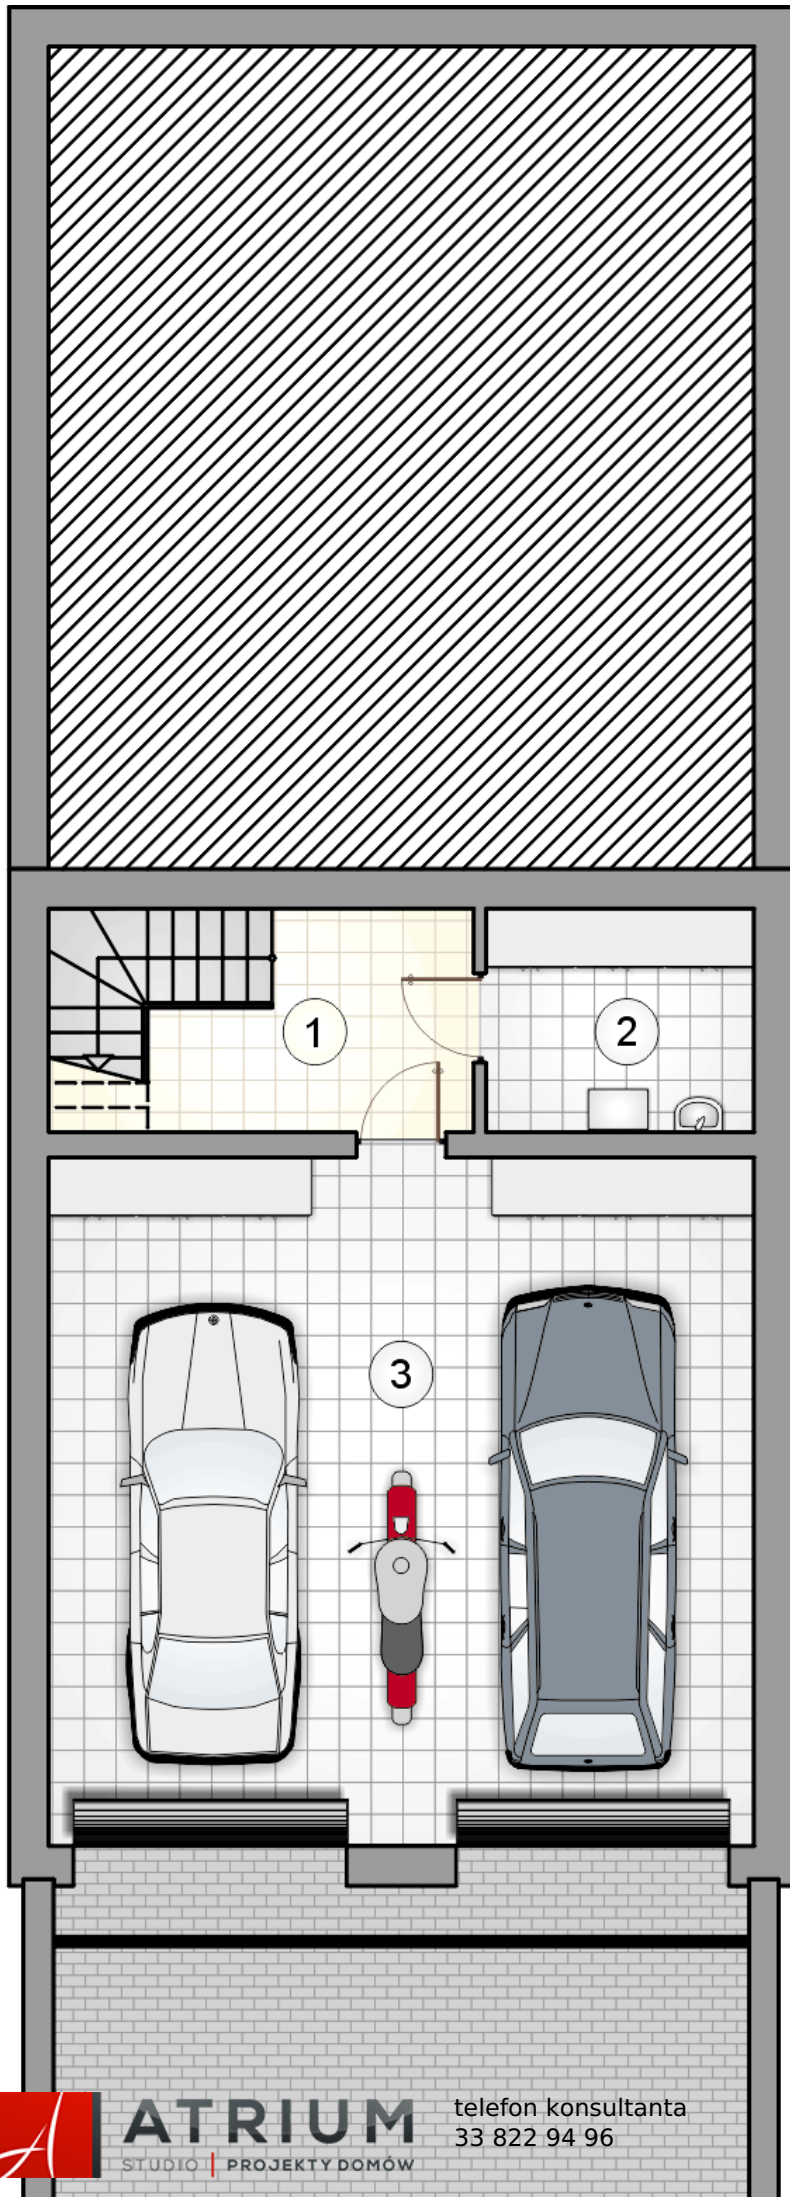 1
2
3
ATRIUM
STUDIO | PROJEKTY DOMÓW
telefon konsultanta
33 822 94 96